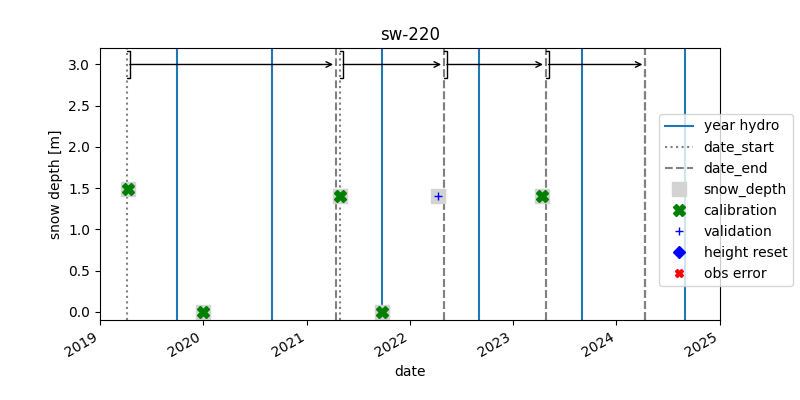 sw-220
snow depth [m]
3.0
2.5
2.0
1.5
1.0
0.5
0.0
2019
2020
2021
2022
2023
2024
2025
date
year hydro
date_start
date_end
snow_depth
calibration
validation
height reset
obs error